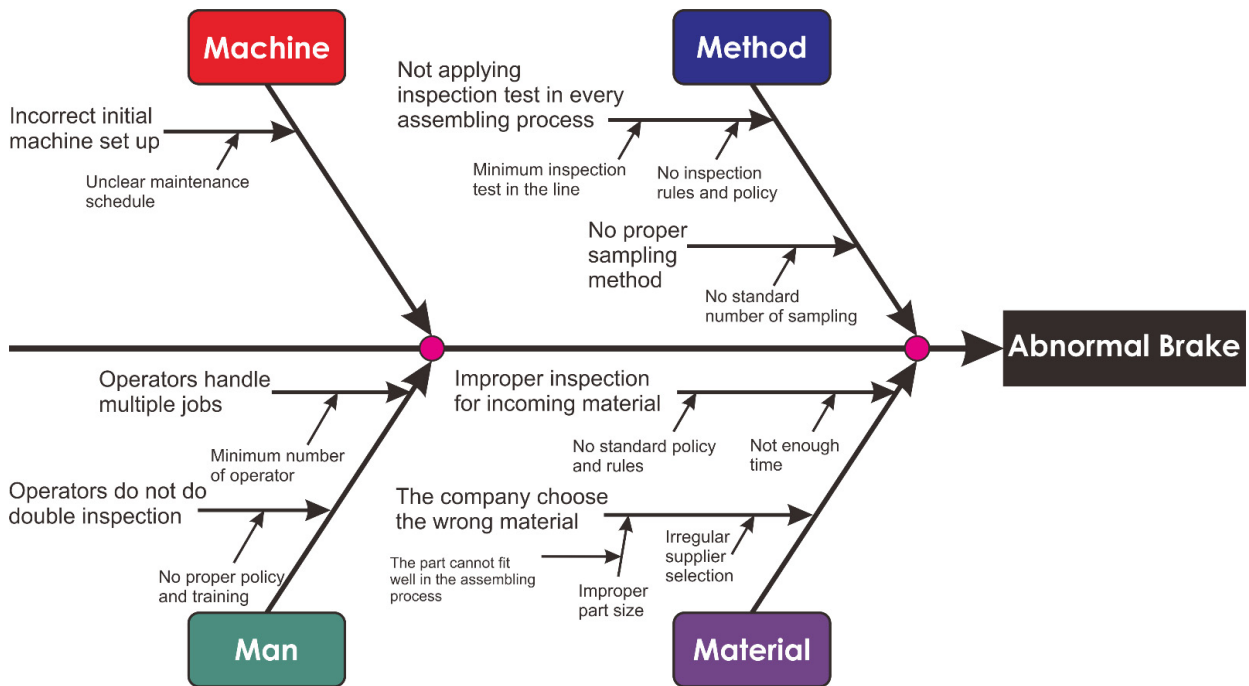 Machine
Method
Incorrect initial
machine set up
Unclear maintenance
schedule
Not applying
inspection test in every
assembling process
Minimum inspection
test in the line
No inspection
rules and policy
No proper
sampling
method
No standard
number of sampling
Abnormal Brake
Operators handle
multiple jobs
Minimum number
of operator
Operators do not do
double inspection
No proper policy
and training
Improper inspection
for incoming material
No standard policy
and rules
Not enough
time
The company choose
the wrong material
The part cannot fit
well in the assembling
process
Improper
part size
Irregular
supplier
selection
Man
Material